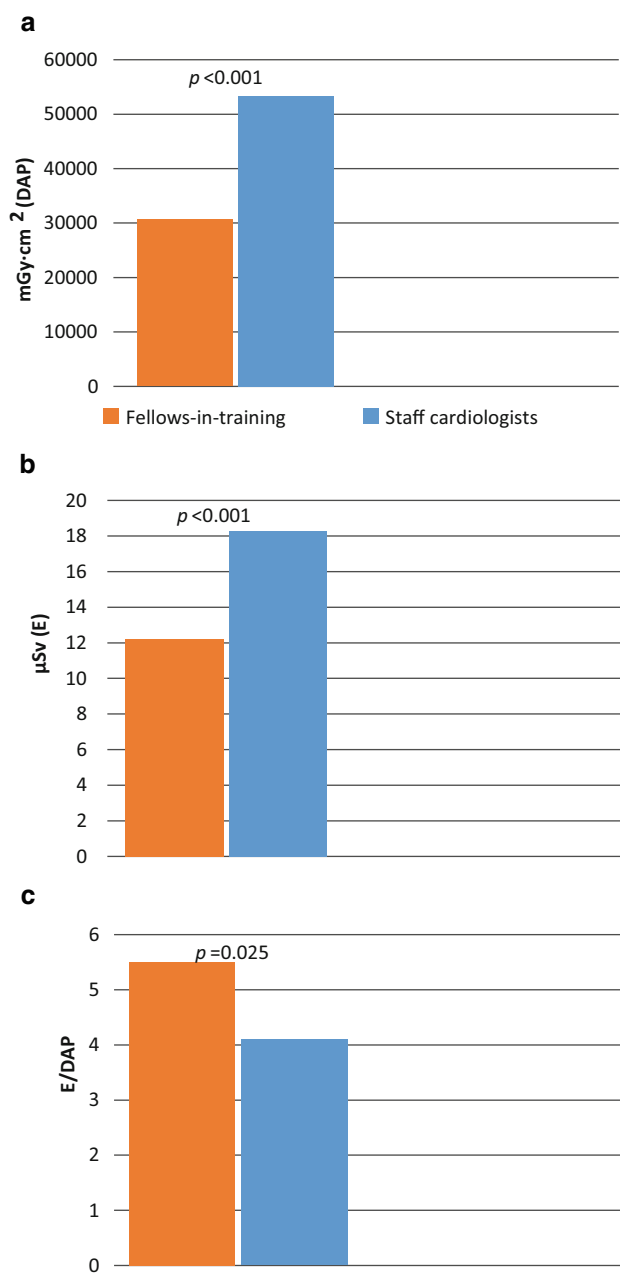 a
60000
p <0.001
50000
40000
30000
20000
10000
0
mGy·cm 2 (DAP)
Fellows-in-training Staff cardiologists
b
20
p <0.001
18
16
14
12
10
8
6
4
2
0
µSv (E)
c
6
p =0.025
5
4
3
2
1
0
E/DAP